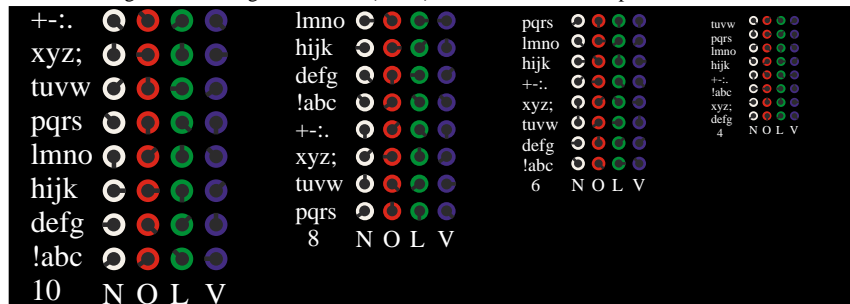 +-:.
xyz;
tuvw
pqrs
lmno
hijk
defg
!abc
10 N O L V
lmno
hijk
defg
!abc
+-:.
xyz;
tuvw
pqrs
8 N O L V
pqrs
lmno
hijk
+-:.
xyz;
tuvw
defg
!abc
6 N O L V
tuvw
pqrs
lmno
hijk
+-:.
!abc
xyz;
defg
4 N O L V